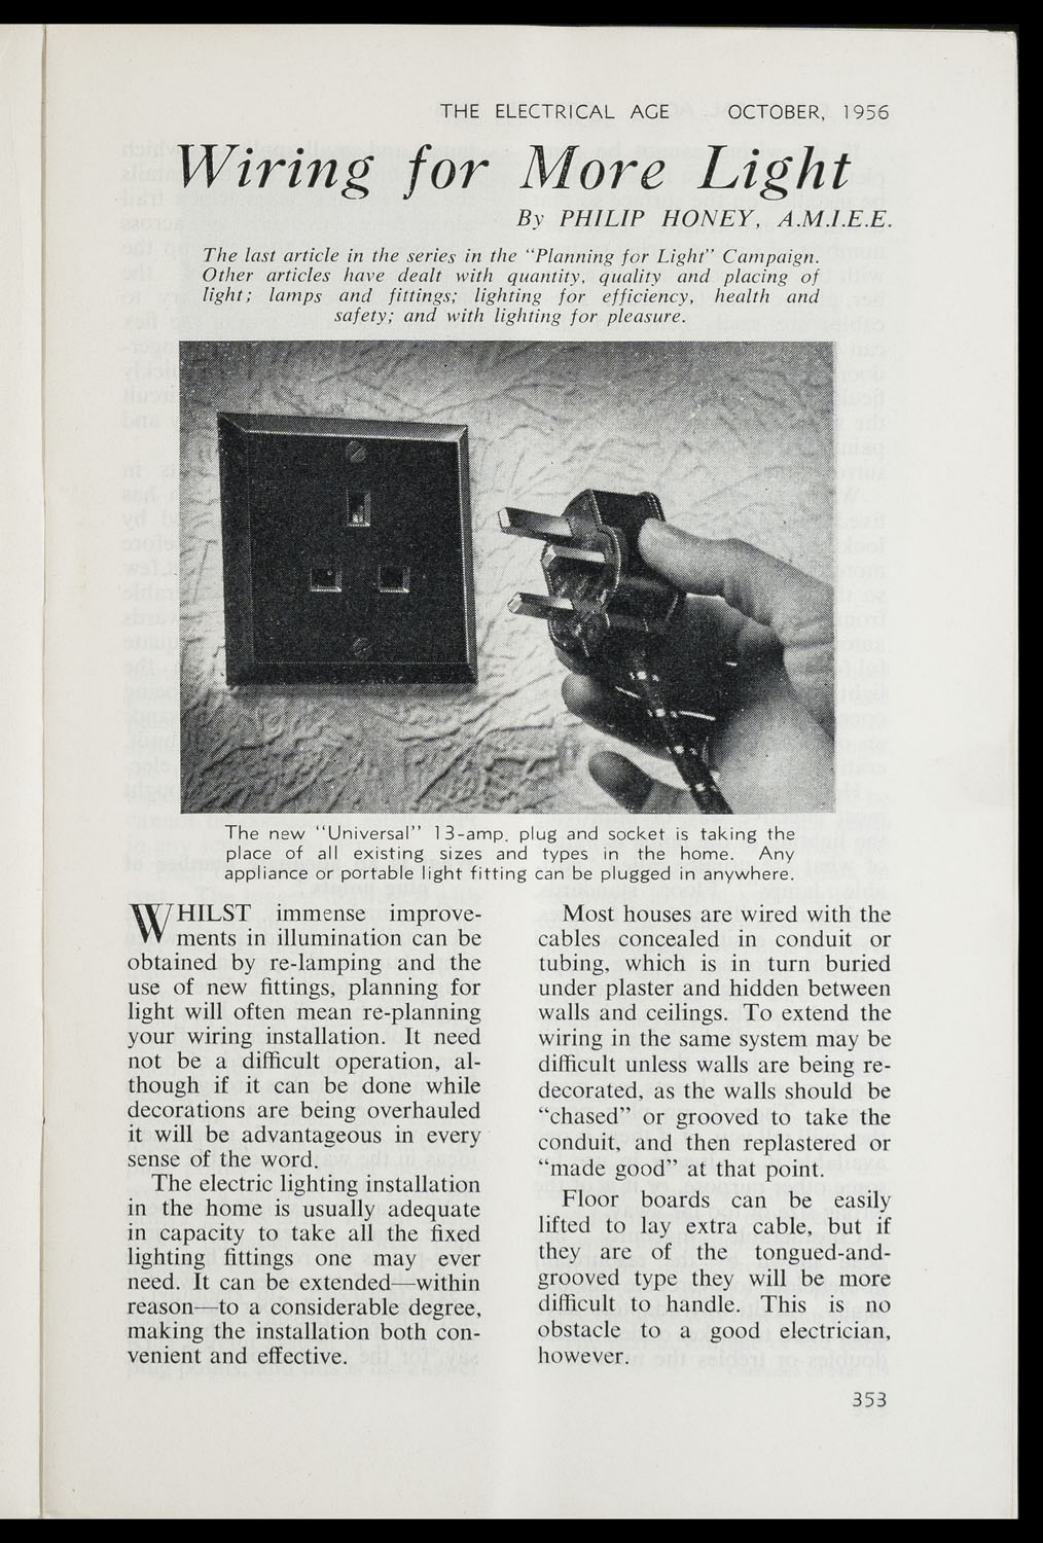 THE ELECTRICAL AGE OCTOBER, 1956
Wiring for More Light
By PHILIP HONEY, A.M.I.E.E.
The last article in the series in the “Planning for Light” Campaign.
Other articles have dealt with quantity, quality and placing of
light; lamps and fittings; lighting for efficiency, health and
safety; and with lighting for pleasure.
The new “Universal” 13-amp. plug and socket is taking the
place of all existing sizes and types in the home. Any
appliance or portable light fitting can be plugged in anywhere.
WHILST immense improve-
ments in illumination can be
obtained by re-lamping and the
use of new fittings, planning for
light will often mean re-planning
your wiring installation. It need
not be a difficult operation, al-
though if it can be done while
decorations are being overhauled
it will be advantageous in every
sense of the word.
The electric lighting installation
in the home is usually adequate
in capacity to take all the fixed
lighting fittings one may ever
need. It can be extended—within
reason—to a considerable degree,
making the installation both con-
venient and effective.
Most houses are wired with the
cables concealed in conduit or
tubing, which is in turn buried
under plaster and hidden between
walls and ceilings. To extend the
wiring in the same system may be
difficult unless walls are being re-
decorated, as the walls should be
“chased” or grooved to take the
conduit, and then replastered or
“made good” at that point.
Floor boards can be easily
lifted to lay extra cable, but if
they are of the tongued-and-
grooved type they will be more
difficult to handle. This is no
obstacle to a good electrician,
however.
353